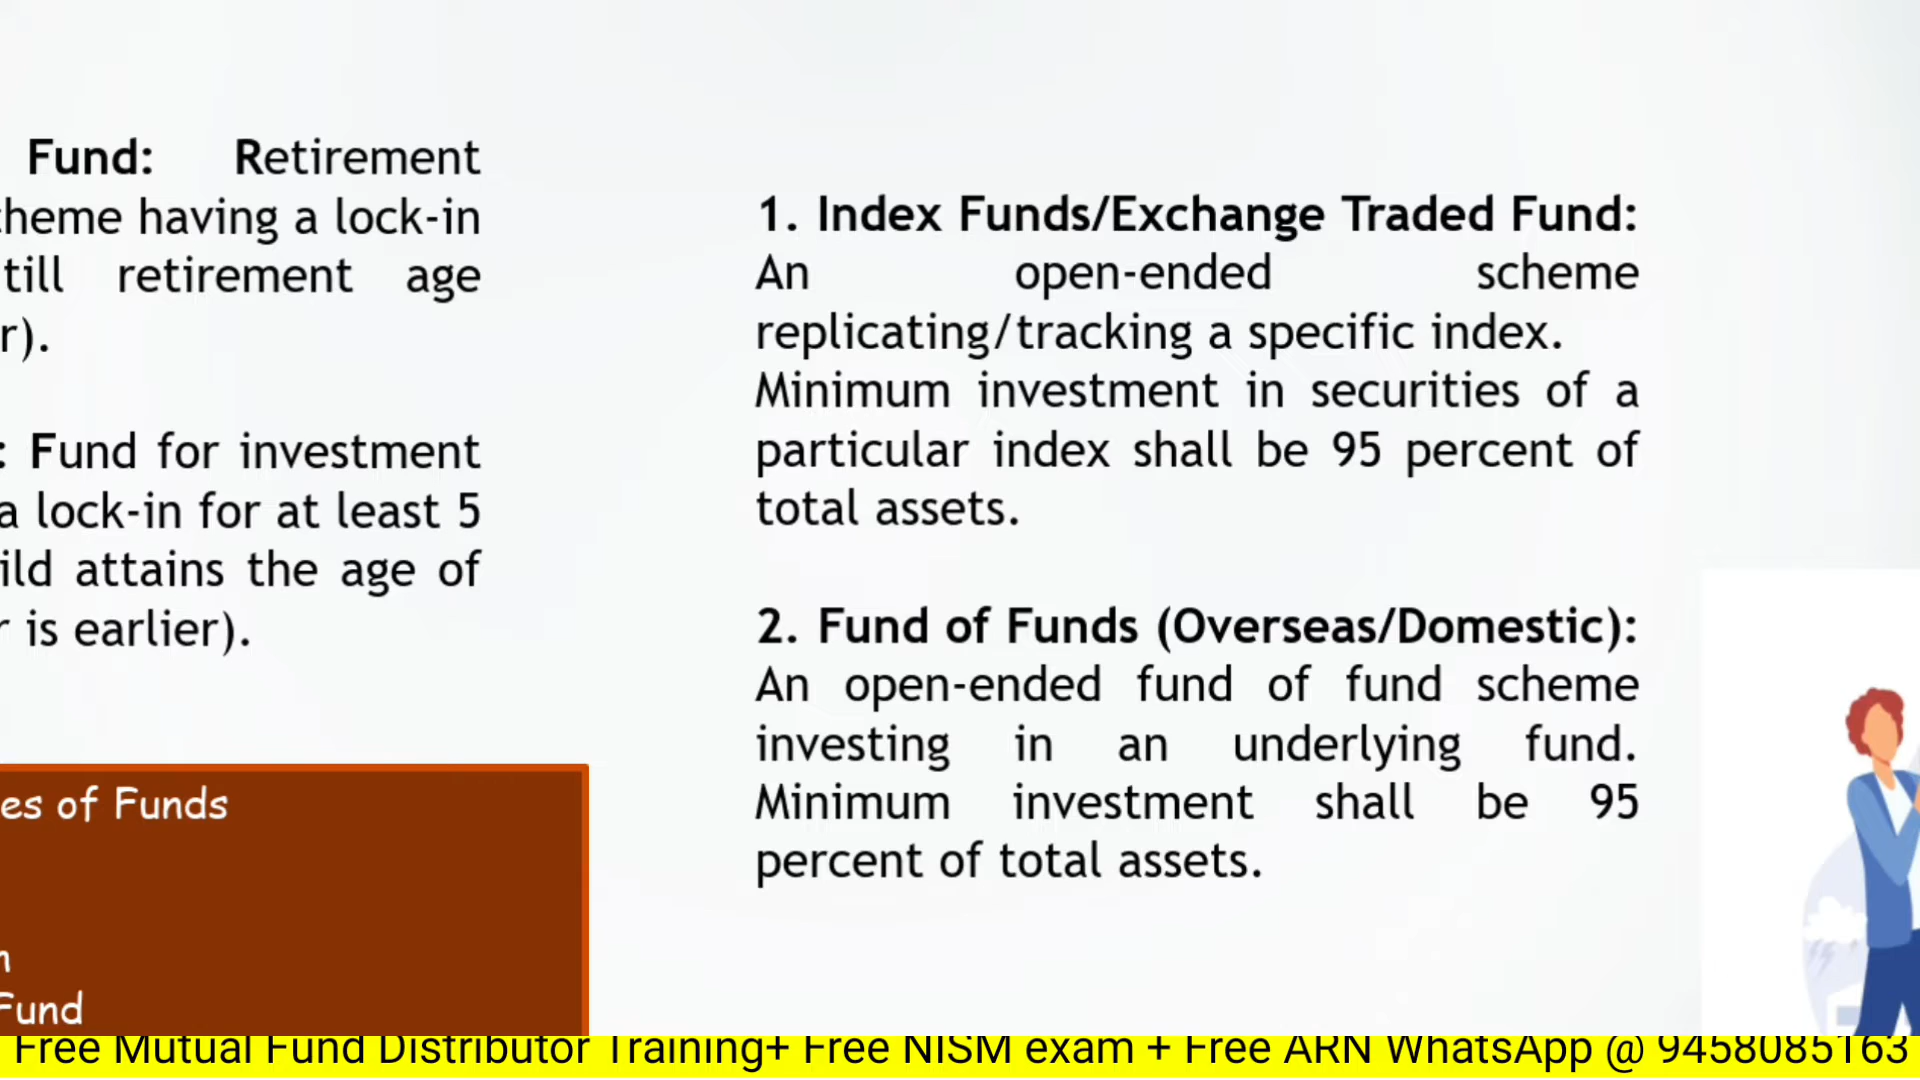 Fund: Retirement
cheme having a lock-in
till retirement age
r).
: Fund for investment
a lock-in for at least 5
ild attains the age of
r is earlier).
es of Funds
n
Fund
1. Index Funds/Exchange Traded Fund:
An open-ended scheme
replicating/tracking a specific index.
Minimum investment in securities of a
particular index shall be 95 percent of
total assets.
2. Fund of Funds (Overseas/Domestic):
An open-ended fund of fund scheme
investing in an underlying fund.
Minimum investment shall be 95
percent of total assets.
Free Mutual Fund Distributor Training+ Free NISM exam + Free ARN WhatsApp @ 9458085163